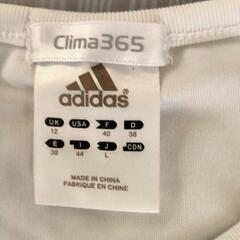 Clima365
adidas®
UK USA F D
12 40 38
E I J CDN
38 44 L
MADE IN CHINA
FABRIQUE EN CHINE